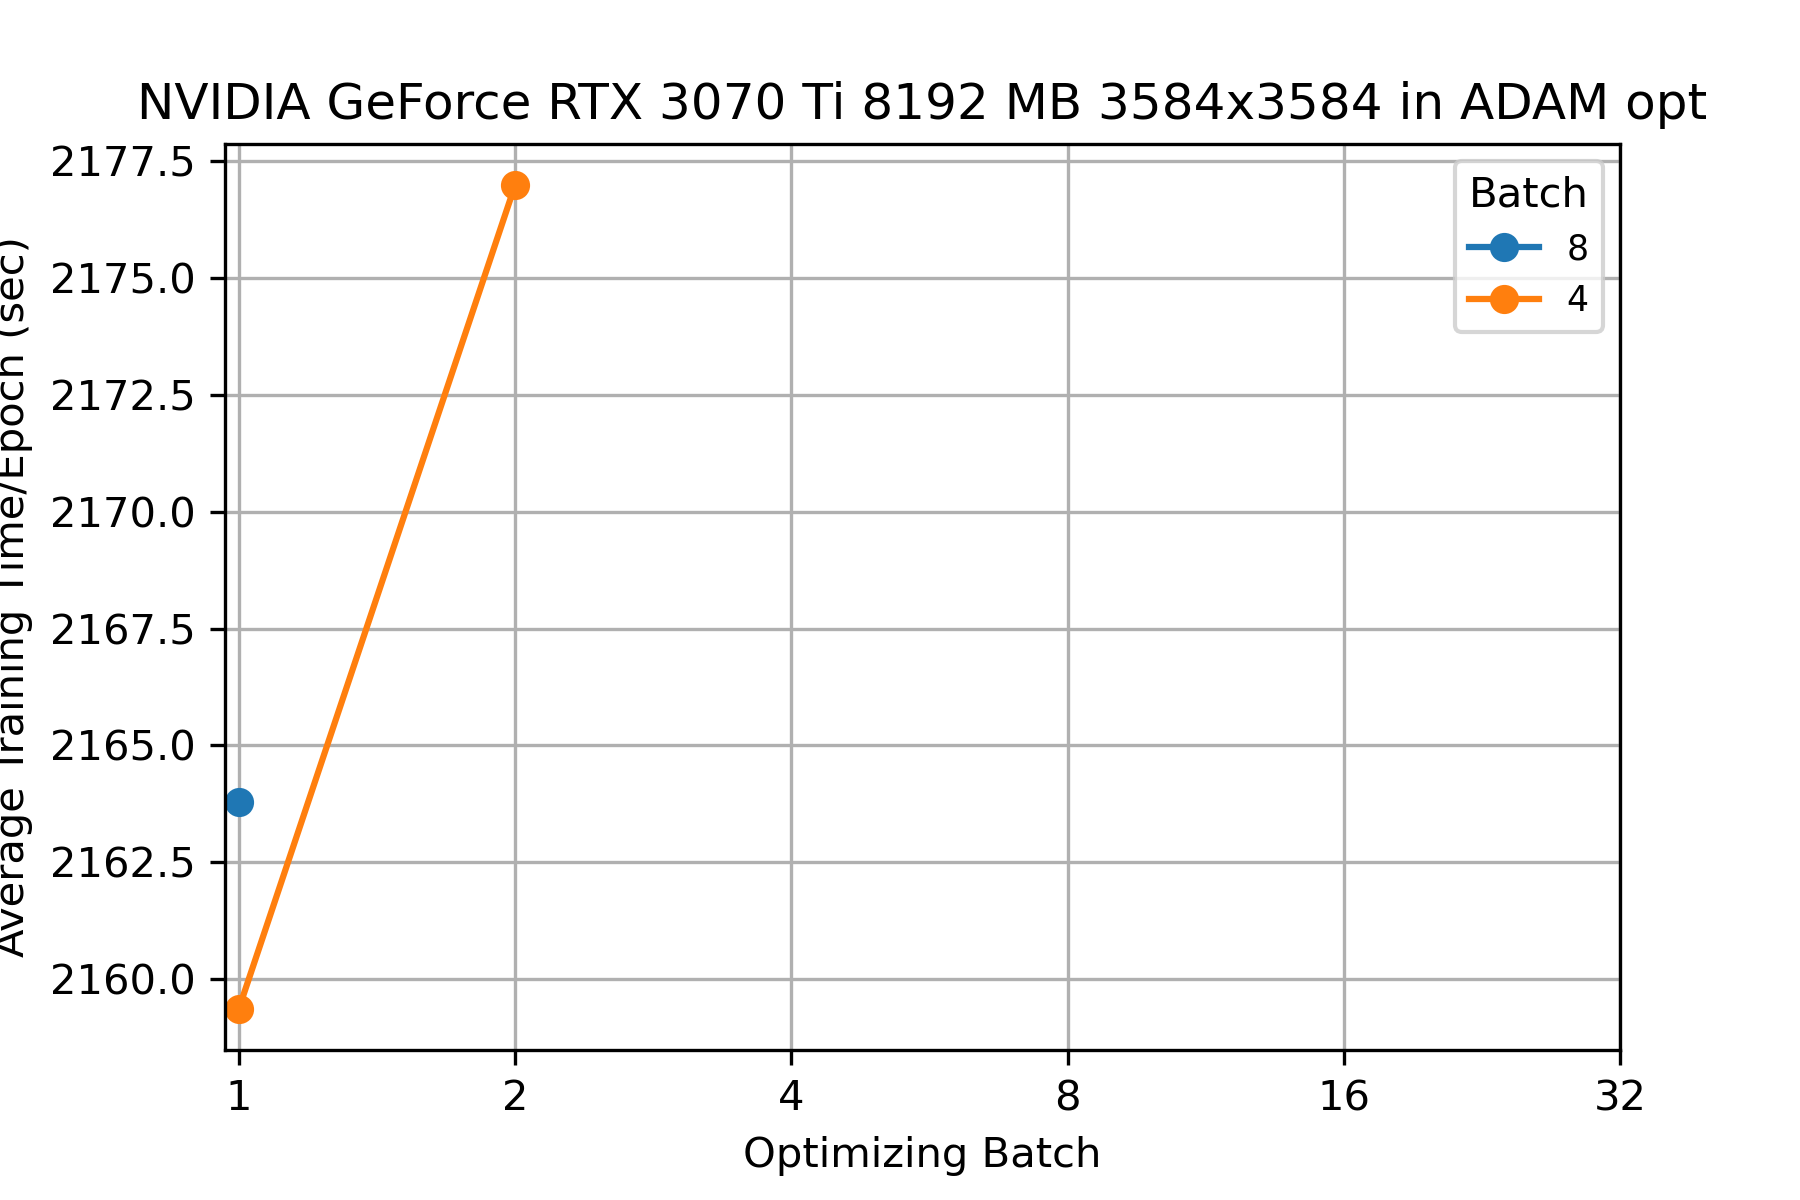 NVIDIA GeForce RTX 3070 Ti 8192 MB 3584x3584 in ADAM opt
Average Training Time/Epoch (sec)
2177.5
2175.0
2172.5
2170.0
2167.5
2165.0
2162.5
2160.0
Batch
8
4
1 2 4 8 16 32
Optimizing Batch